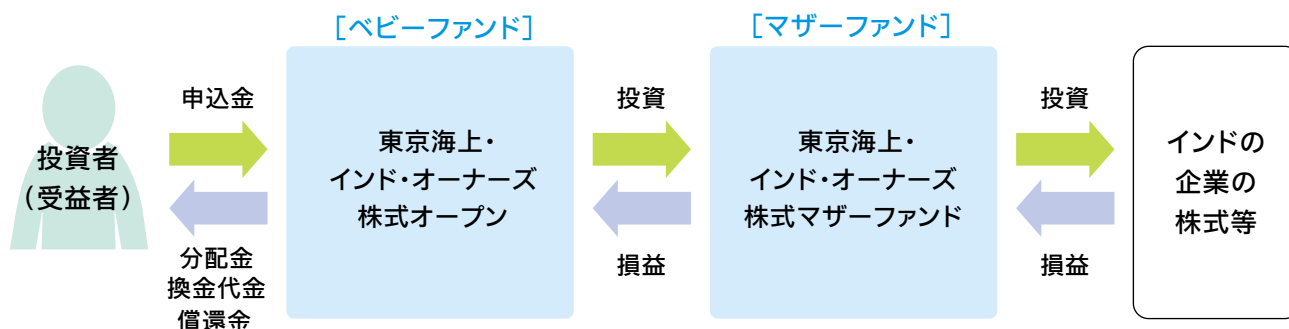 [ベビーファンド]
[マザーファンド]
投資者
(受益者)
申込金
分配金
換金代金
償還金
東京海上・
インド・オーナーズ
株式オープン
投資
損益
東京海上・
インド・オーナーズ
株式マザーファンド
投資
損益
インドの
企業の
株式等